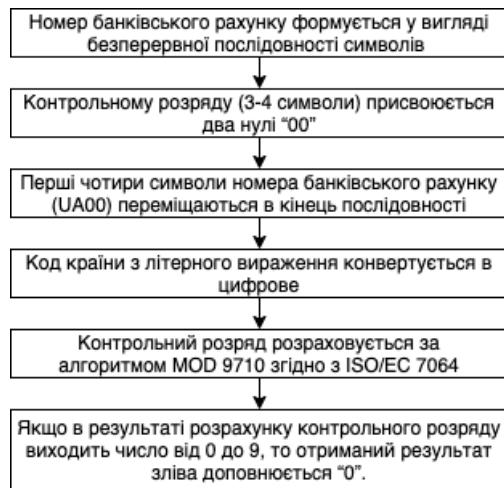 Номер банківського рахунку формується у вигляді
безперервної послідовності символів
Контрольному розряду (3-4 символи) присвоюється
два нулі “00”
Перші чотири символи номера банківського рахунку
(UA00) переміщаються в кінець послідовності
Код країни з літерного вираження конвертується в
цифрове
Контрольний розряд розраховується за
алгоритмом MOD 9710 згідно з ISO/EC 7064
Якщо в результаті розрахунку контрольного розряду
виходить число від 0 до 9, то отриманий результат
зліва доповнюється “0”.